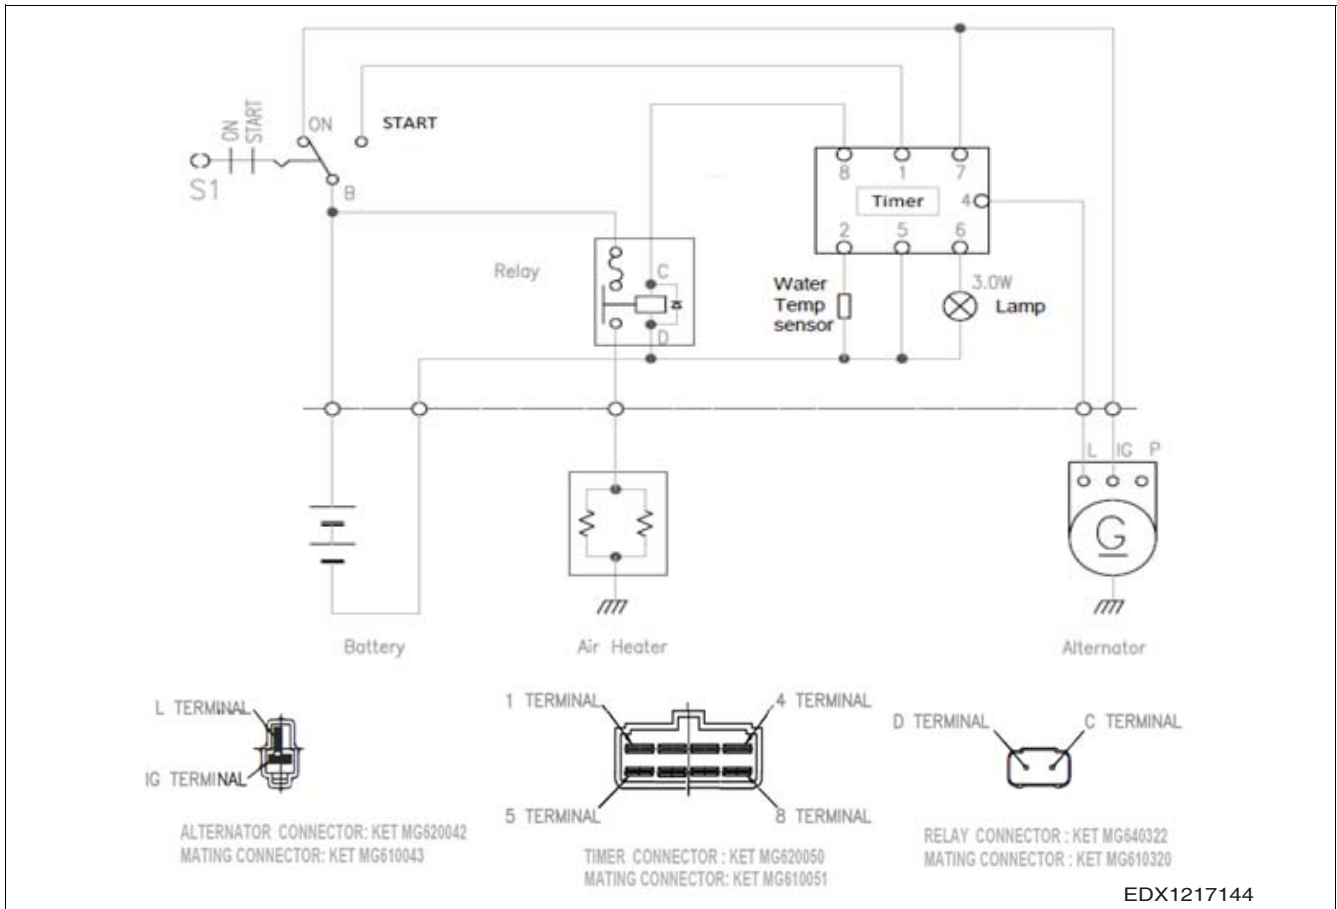 ON
START
S1
ON
START
B
8 1 7
Timer
4
2 5 6
Relay
C
D
Water
Temp
sensor
3.0W
Lamp
L IG P
G
Battery
Air Heater
Alternator
L TERMINAL
IG TERMINAL
1 TERMINAL
4 TERMINAL
5 TERMINAL
8 TERMINAL
D TERMINAL
C TERMINAL
ALTERNATOR CONNECTOR: KET MG620042
MATING CONNECTOR: KET MG610043
TIMER CONNECTOR : KET MG620050
MATING CONNECTOR: KET MG610051
RELAY CONNECTOR : KET MG640322
MATING CONNECTOR : KET MG610320
EDX1217144